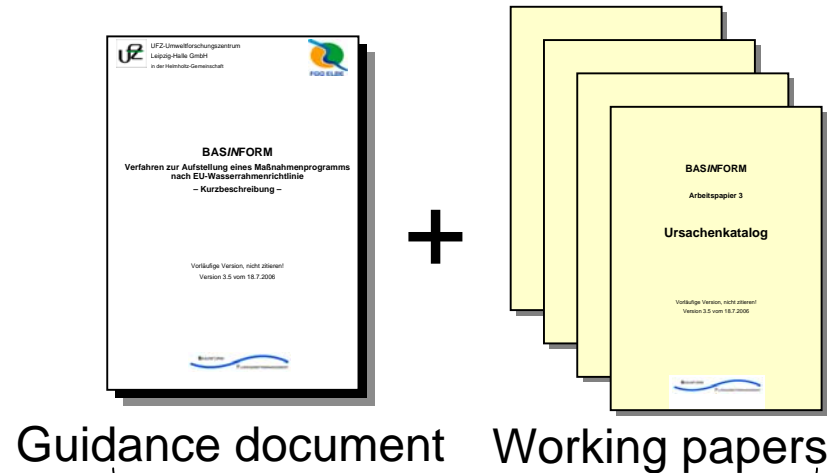 UFZ
UFZ-Umweltforschungszentrum
Leipzig-Halle GmbH
in der Helmholtz-Gemeinschaft
FGG ELBE
BASINFORM
Verfahren zur Aufstellung eines Maßnahmenprogramms
nach EU-Wasserrahmenrichtlinie
– Kurzbeschreibung –
Vorläufige Version, nicht zitieren!
Version 3.5 vom 18.7.2006
+
BASINFORM
Arbeitspapier 3
Ursachenkatalog
Vorläufige Version, nicht zitieren!
Version 3.5 vom 18.7.2006
Guidance document
Working papers